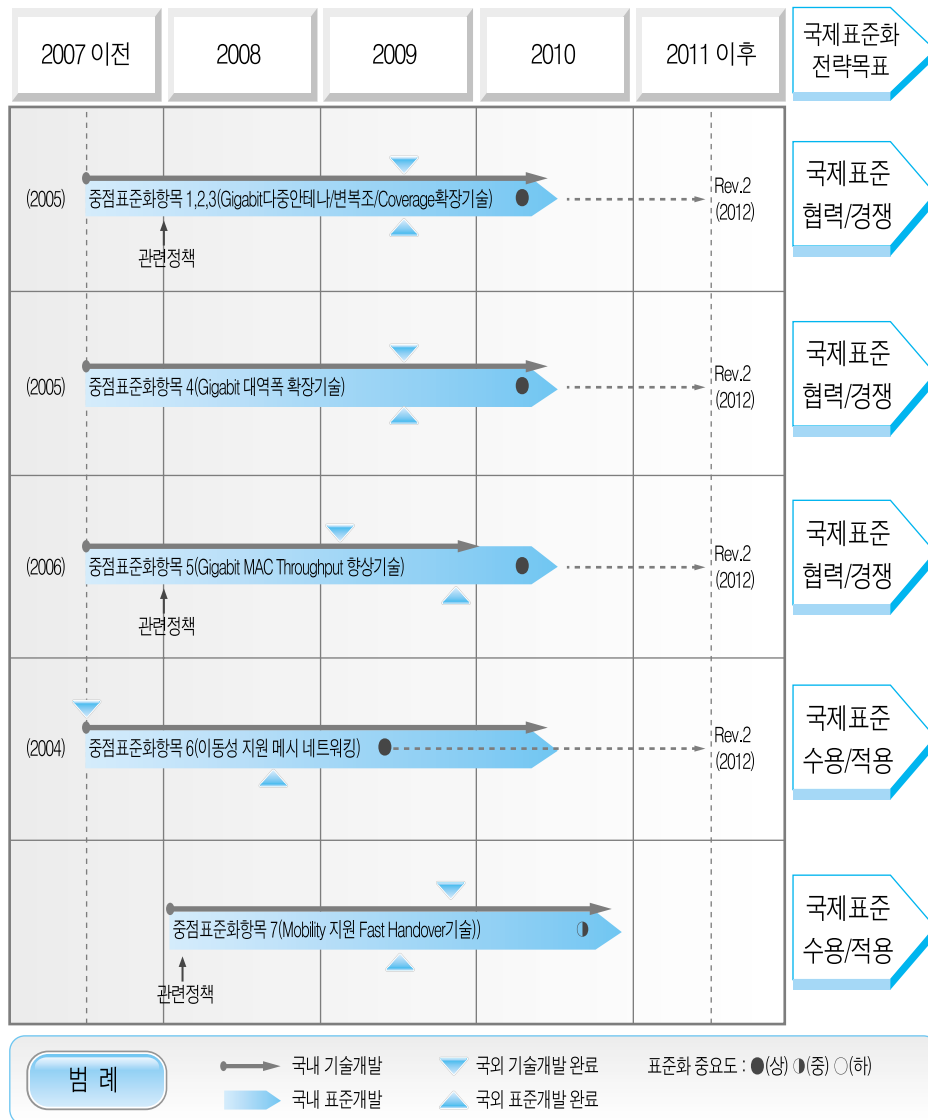 2007 이전
2008
2009
2010
2011 이후
국제표준화
전략목표
(2005)
중점표준화항목 1,2,3(Gigabit다중안테나/변복조/Coverage확장기술)
Rev.2
(2012)
관련정책
국제표준
협력/경쟁
(2005)
중점표준화항목 4(Gigabit 대역폭 확장기술)
Rev.2
(2012)
국제표준
협력/경쟁
(2006)
중점표준화항목 5(Gigabit MAC Throughput 향상기술)
Rev.2
(2012)
관련정책
국제표준
협력/경쟁
(2004)
중점표준화항목 6(이동성 지원 메시 네트워킹)
Rev.2
(2012)
국제표준
수용/적용
중점표준화항목 7(Mobility 지원 Fast Handover기술))
관련정책
국제표준
수용/적용
범 례
국내 기술개발
국외 기술개발 완료
표준화 중요도 : ●(상) ◑(중) ○(하)
국내 표준개발
국외 표준개발 완료